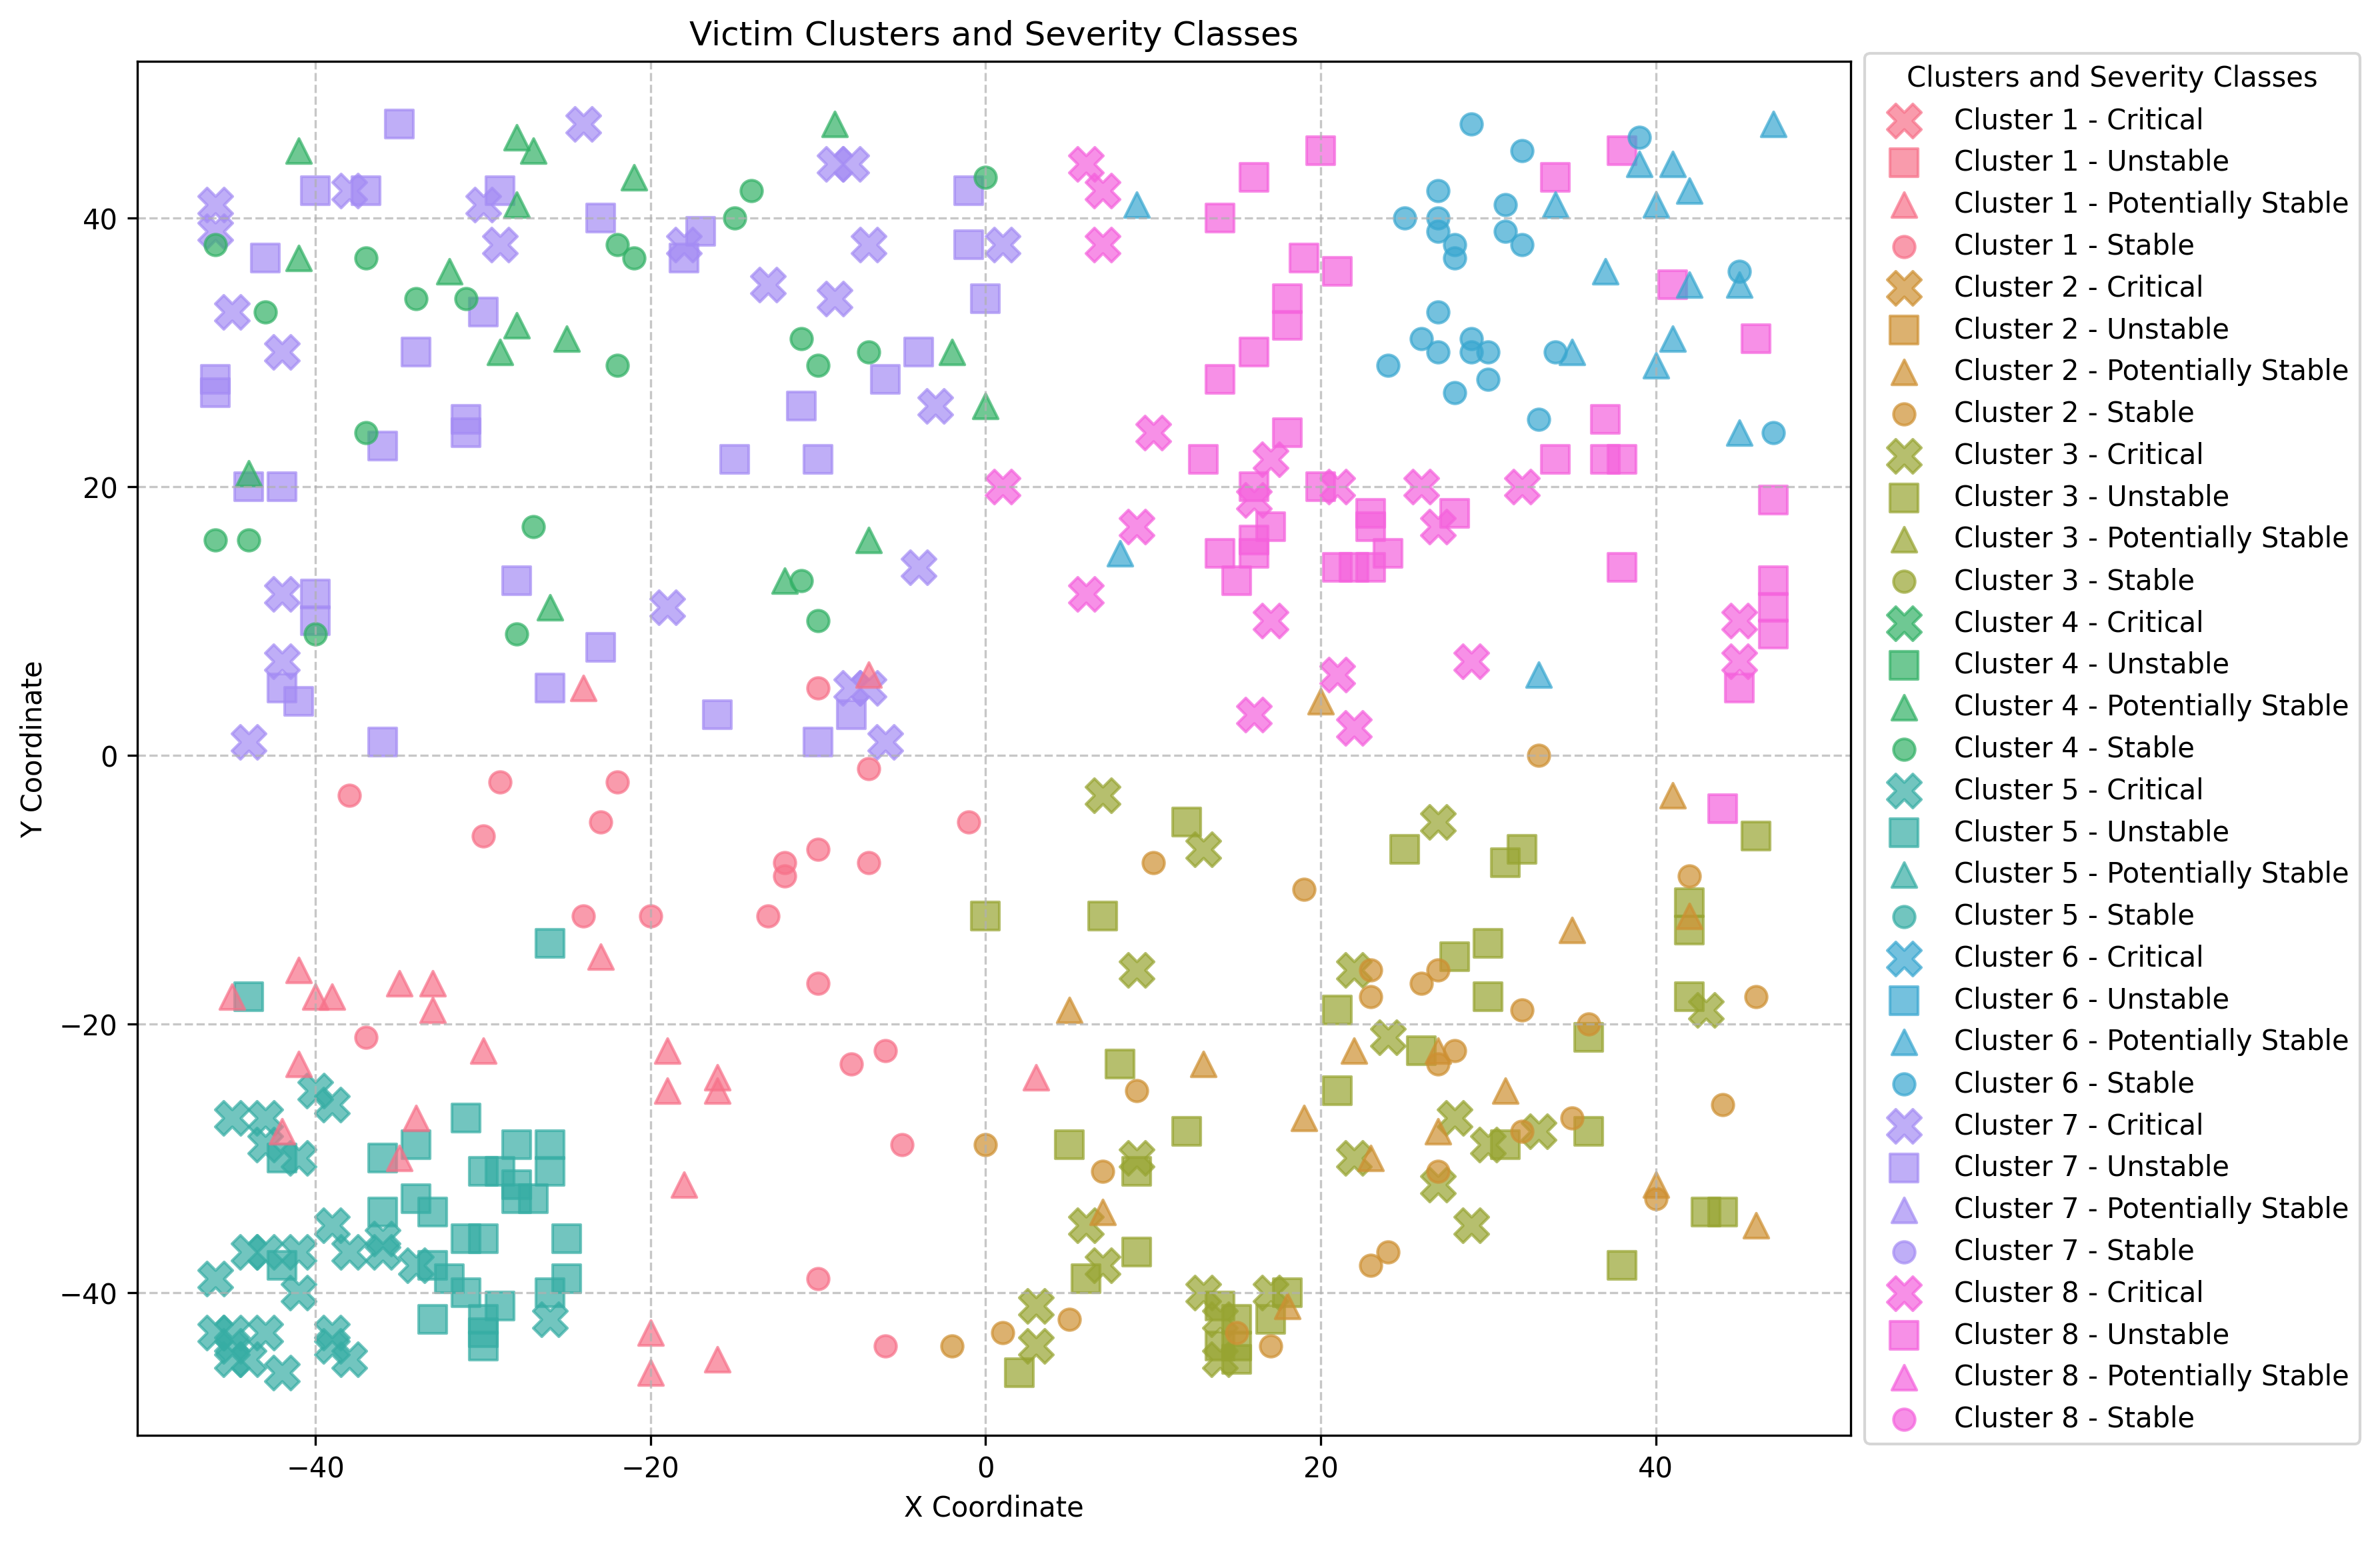 Victim Clusters and Severity Classes
Y Coordinate
40
20
0
−20
−40
−40
−20
0
20
40
X Coordinate
Clusters and Severity Classes
Cluster 1 - Critical
Cluster 1 - Unstable
Cluster 1 - Potentially Stable
Cluster 1 - Stable
Cluster 2 - Critical
Cluster 2 - Unstable
Cluster 2 - Potentially Stable
Cluster 2 - Stable
Cluster 3 - Critical
Cluster 3 - Unstable
Cluster 3 - Potentially Stable
Cluster 3 - Stable
Cluster 4 - Critical
Cluster 4 - Unstable
Cluster 4 - Potentially Stable
Cluster 4 - Stable
Cluster 5 - Critical
Cluster 5 - Unstable
Cluster 5 - Potentially Stable
Cluster 5 - Stable
Cluster 6 - Critical
Cluster 6 - Unstable
Cluster 6 - Potentially Stable
Cluster 6 - Stable
Cluster 7 - Critical
Cluster 7 - Unstable
Cluster 7 - Potentially Stable
Cluster 7 - Stable
Cluster 8 - Critical
Cluster 8 - Unstable
Cluster 8 - Potentially Stable
Cluster 8 - Stable